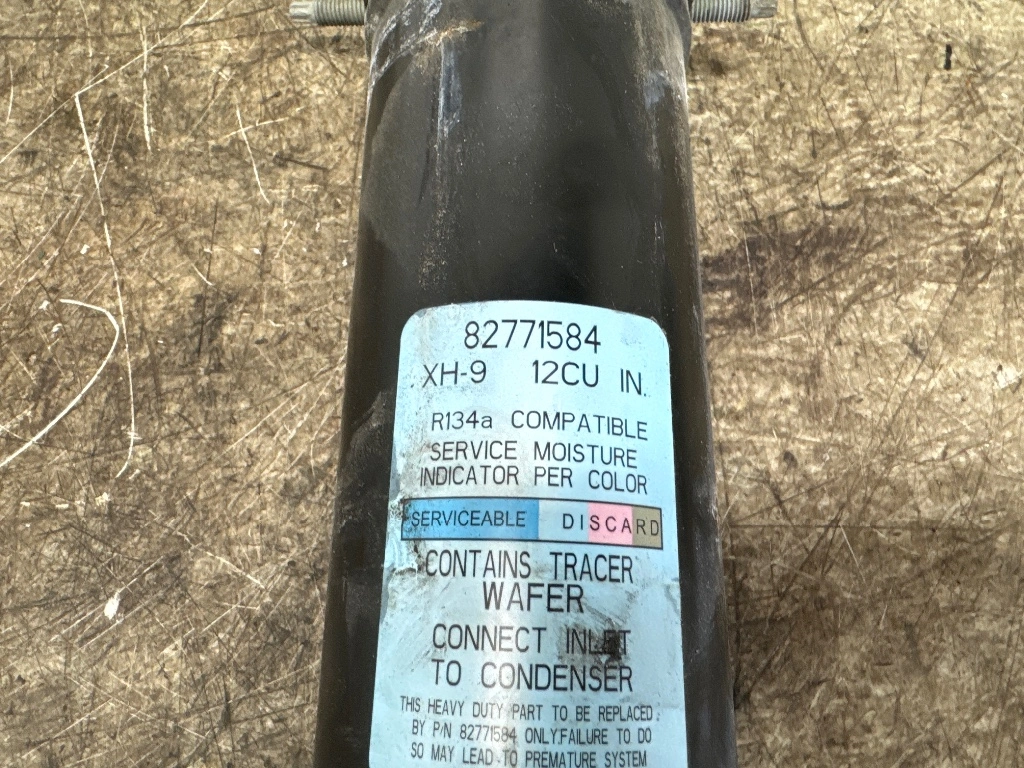 82771584
XH-9 12CU IN.
R134a COMPATIBLE
SERVICE MOISTURE
INDICATOR PER COLOR
SERVICEABLE DISCARD
CONTAINS TRACER
WAFER
CONNECT INLET
TO CONDENSER
THIS HEAVY DUTY PART TO BE REPLACED
BY P/N 82771584 ONLY.FAILURE TO DO
SO MAY LEAD TO PREMATURE SYSTEM